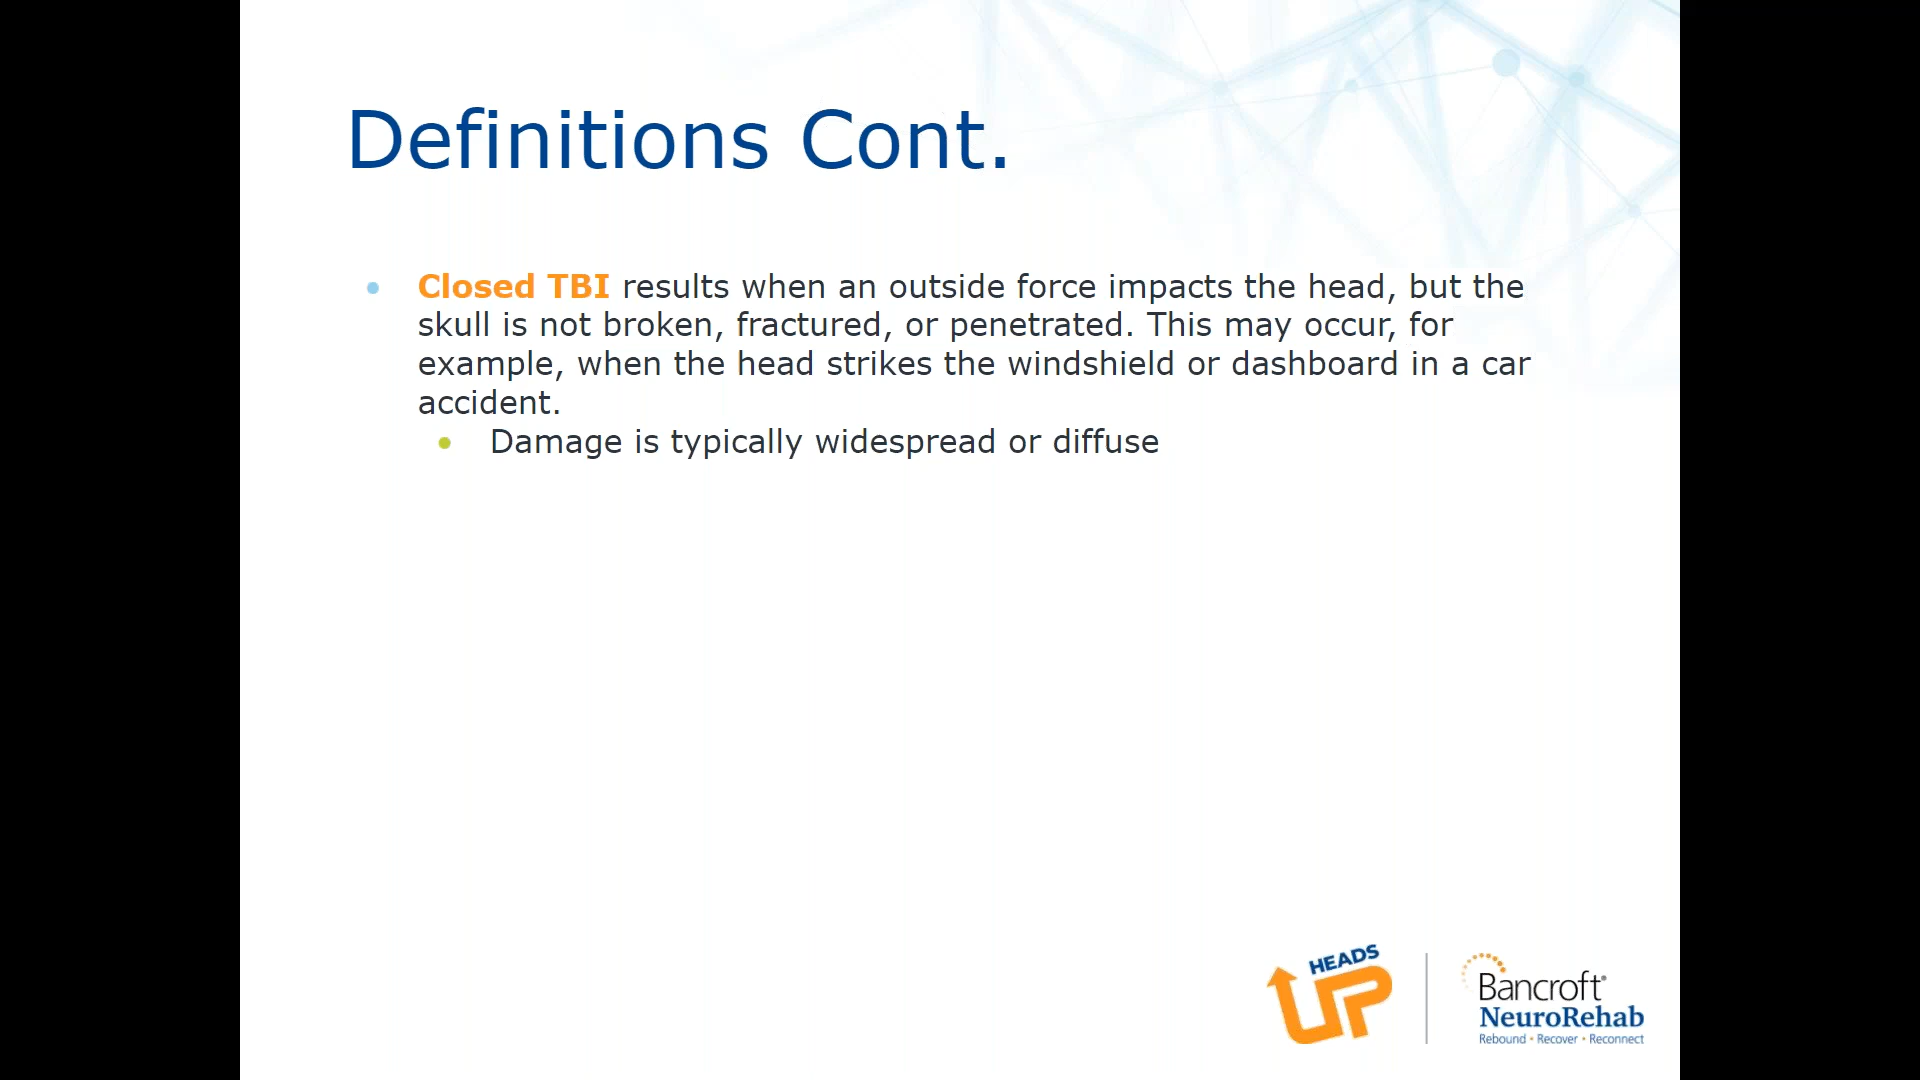 Definitions Cont.
Closed TBI results when an outside force impacts the head, but the
skull is not broken, fractured, or penetrated. This may occur, for
example, when the head strikes the windshield or dashboard in a car
accident.
Damage is typically widespread or diffuse
HEADS
UP
Bancroft®
NeuroRehab
Rebound • Recover • Reconnect